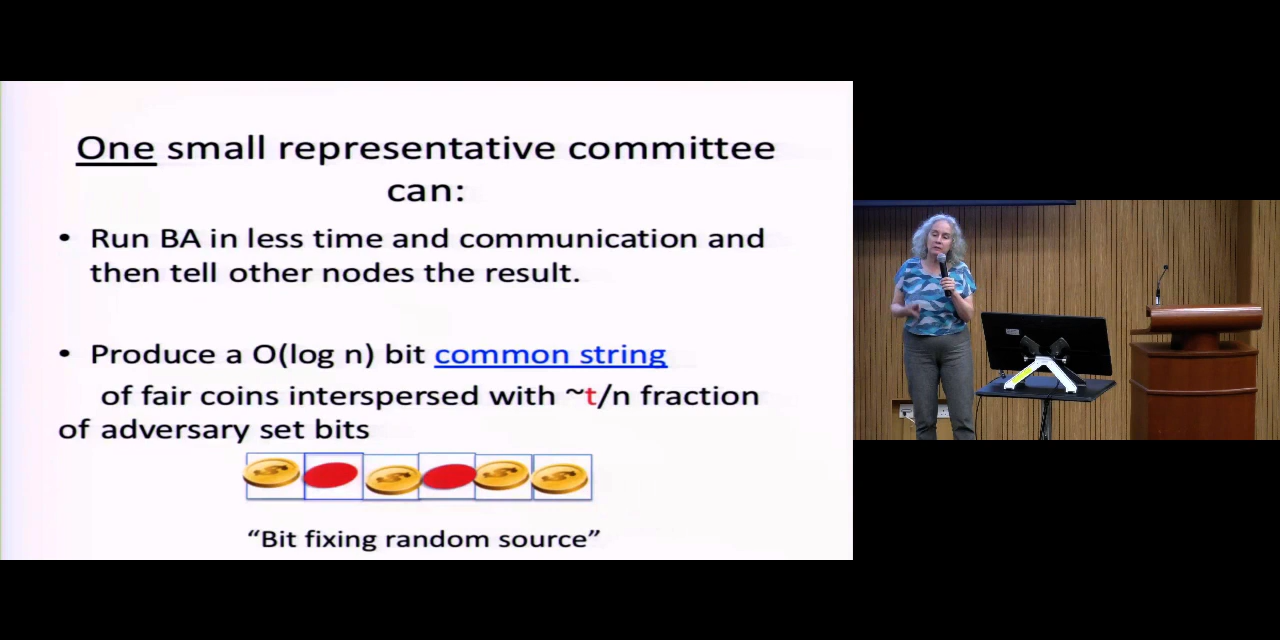 One small representative committee
can:
• Run BA in less time and communication and
then tell other nodes the result.
• Produce a O(log n) bit common string
of fair coins interspersed with ~t/n fraction
of adversary set bits
“Bit fixing random source”